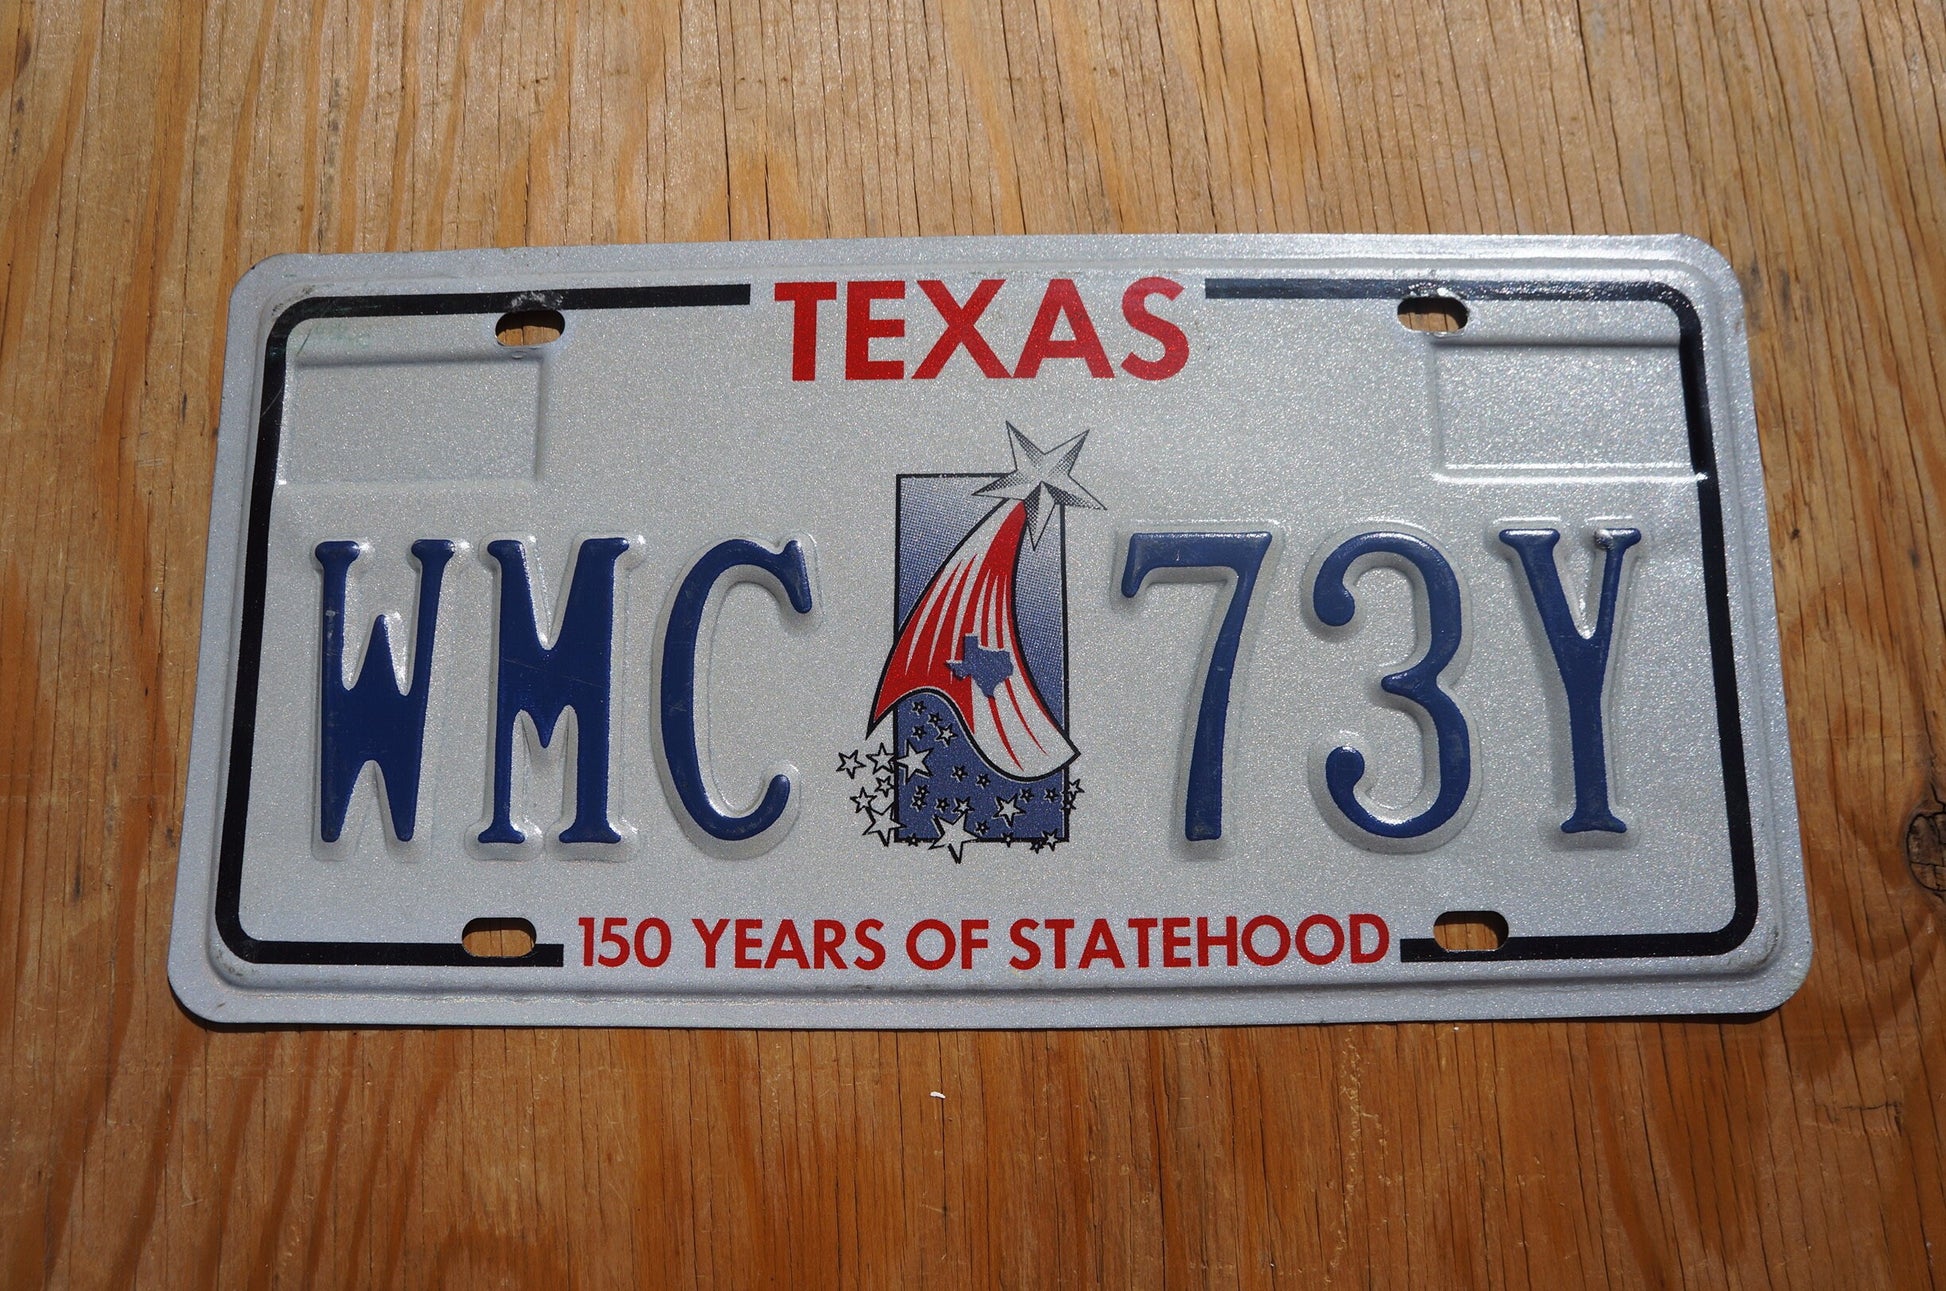 TEXAS
WMC 73Y
150 YEARS OF STATEHOOD